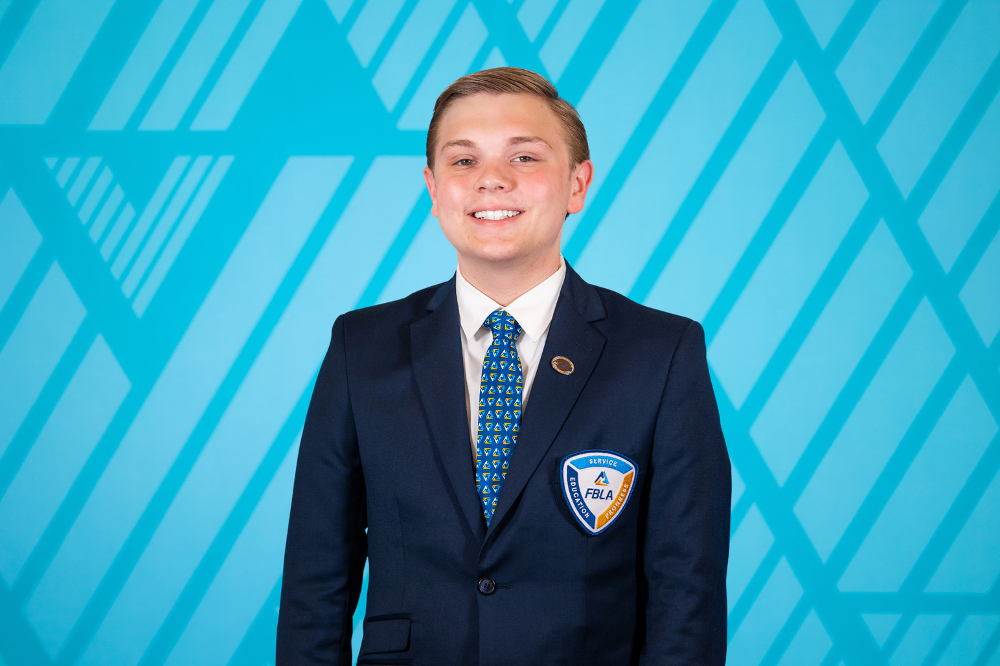 SERVICE
EDUCATION
FBLA
PROGRESS